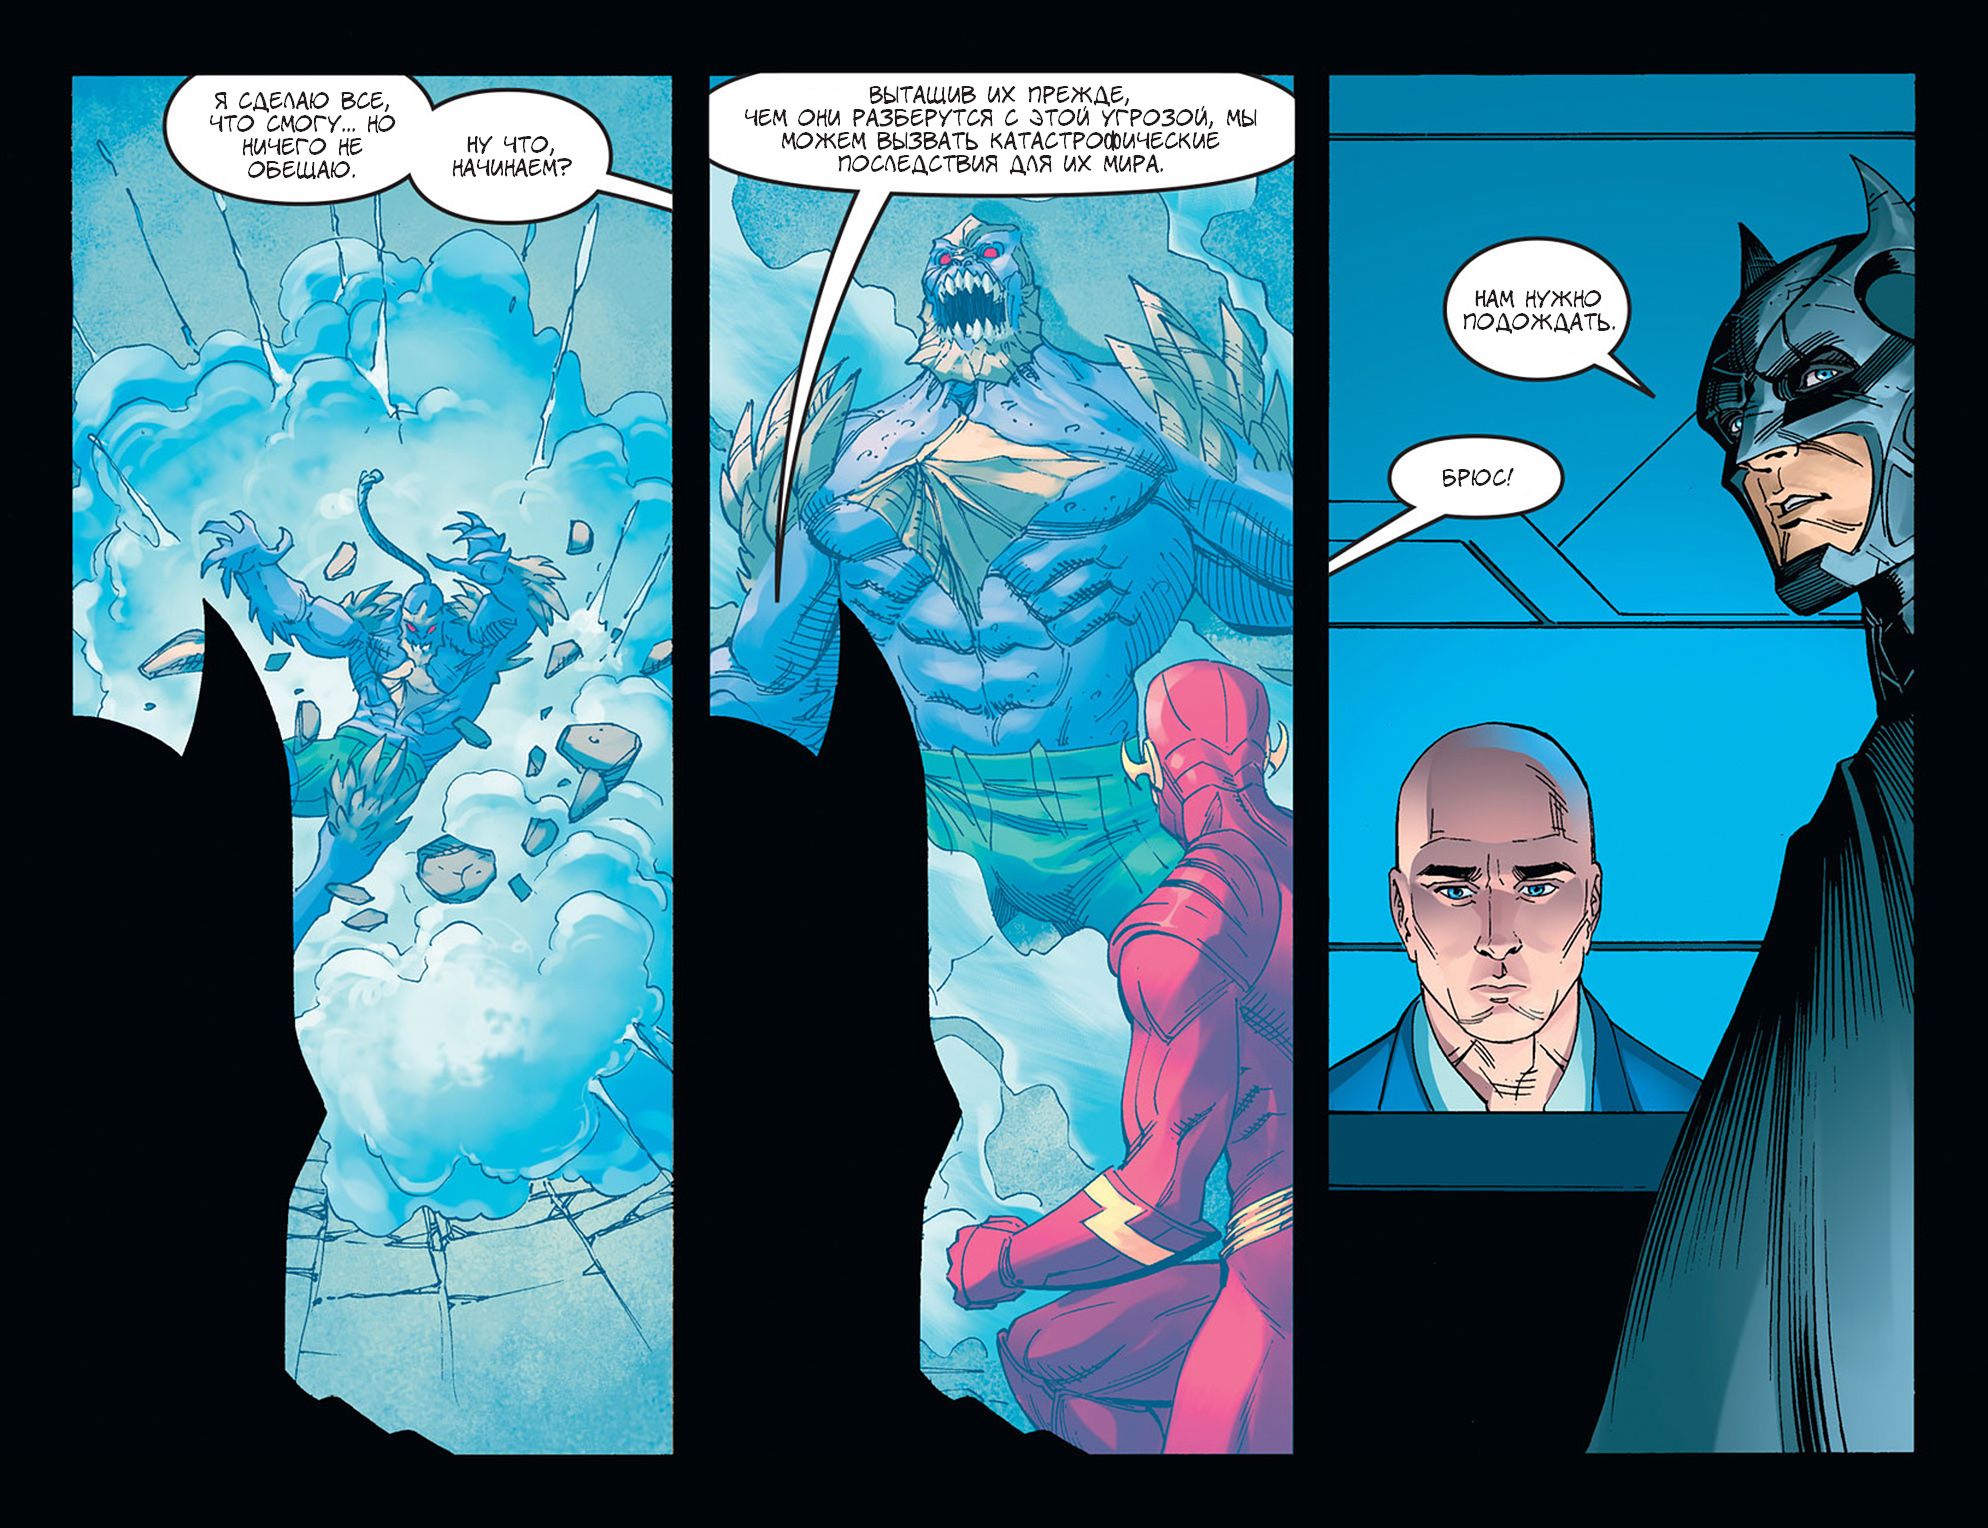 Я СДЕЛАЮ ВСЕ,
ЧТО СМОГУ... НО
НИЧЕГО НЕ
ОБЕЩАЮ.
НУ ЧТО,
НАЧИНАЕМ?
ВЫТАЩИВ ИХ ПРЕЖДЕ,
ЧЕМ ОНИ РАЗБЕРУТСЯ С ЭТОЙ УГРОЗОЙ, МЫ
МОЖЕМ ВЫЗВАТЬ КАТАСТРОФИЧЕСКИЕ
ПОСЛЕДСТВИЯ ДЛЯ ИХ МИРА.
НАМ НУЖНО
ПОДОЖДАТЬ.
БРЮС!